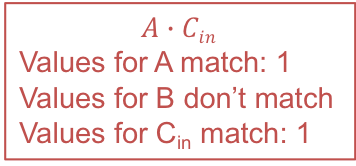 A · C_in
Values for A match: 1
Values for B don’t match
Values for C_in match: 1